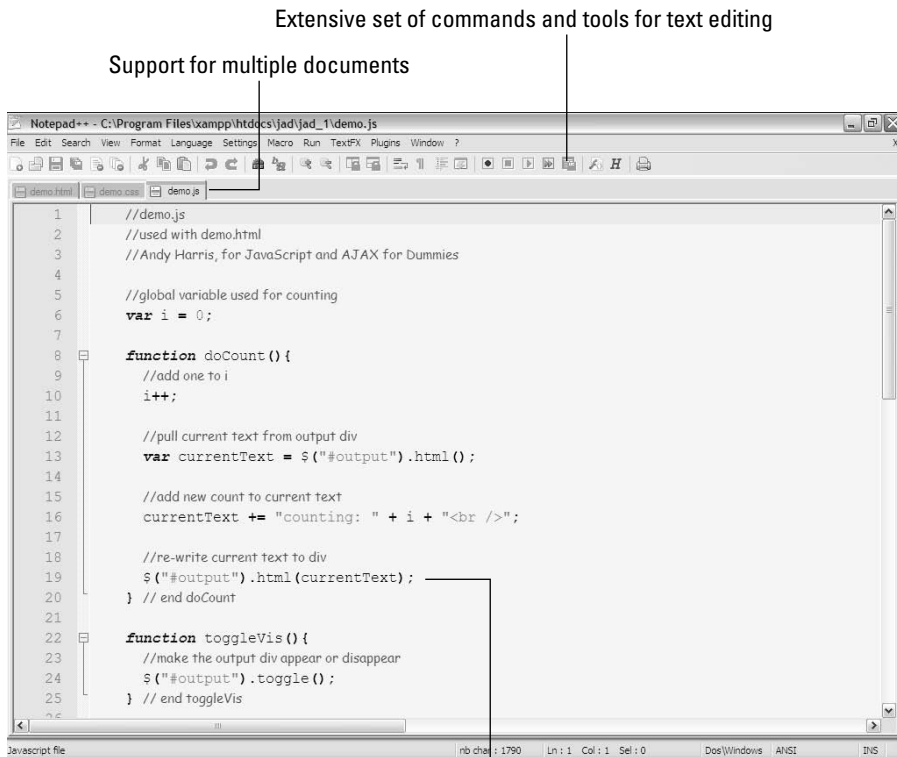 Extensive set of commands and tools for text editing
Support for multiple documents
Notepad++ - C:\Program Files\xampp\htdocs\jad\jad_1\demo.js
File Edit Search View Format Language Settings Macro Run TextFX Plugins Window ? X
demo.html demo.css demo.js
1 //demo.js
2 //used with demo.html
3 //Andy Harris, for JavaScript and AJAX for Dummies
4
5 //global variable used for counting
6 var i = 0;
7
8 function doCount(){
9 //add one to i
10 i++;
11
12 //pull current text from output div
13 var currentText = $("#output").html();
14
15 //add new count to current text
16 currentText += "counting: " + i + "<br />";
17
18 //re-write current text to div
19 $("#output").html(currentText);
20 } // end doCount
21
22 function toggleVis(){
23 //make the output div appear or disappear
24 $("#output").toggle();
25 } // end toggleVis
26
Javascript file nb char : 1790 Ln : 1 Col : 1 Sel : 0 Dos\Windows ANSI INS